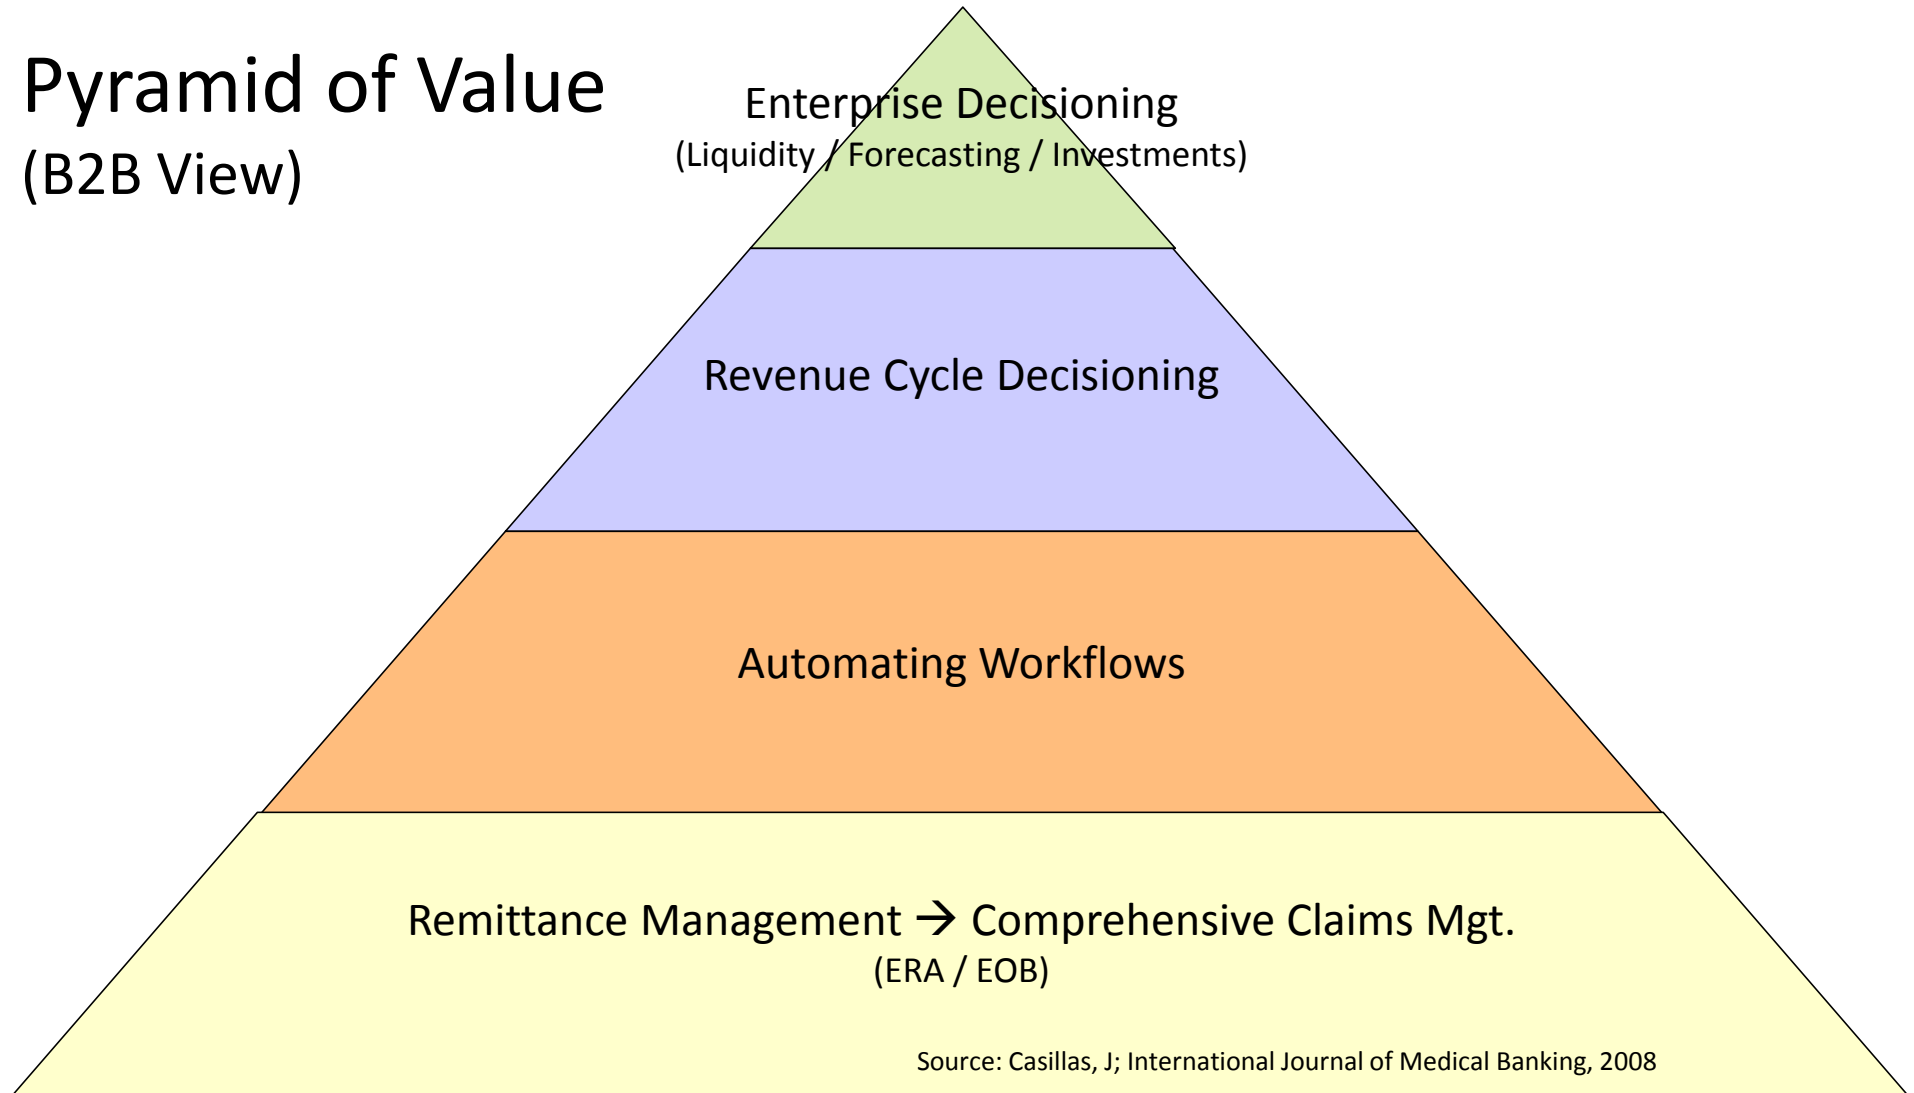 Pyramid of Value
(B2B View)
Enterprise Decisioning
(Liquidity / Forecasting / Investments)
Revenue Cycle Decisioning
Automating Workflows
Remittance Management → Comprehensive Claims Mgt.
(ERA / EOB)
Source: Casillas, J; International Journal of Medical Banking, 2008